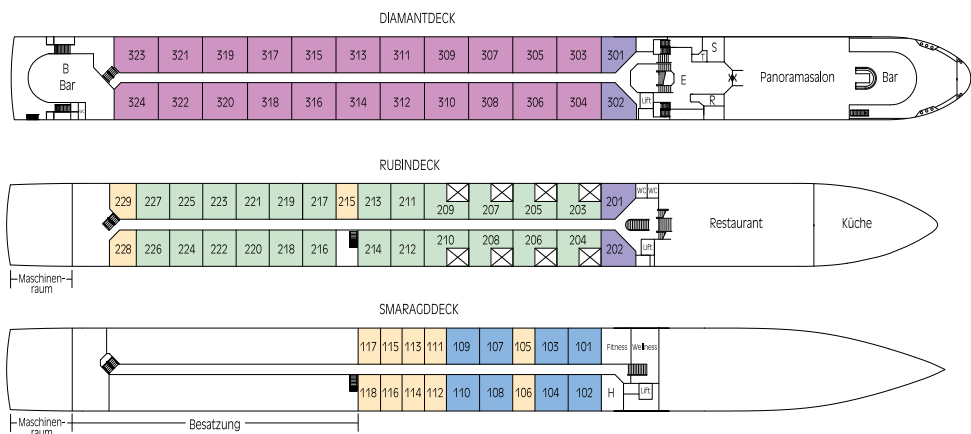 DIAMANTDECK
323 321 319 317 315 313 311 309 307 305 303 301
B
Bar
E
S
R
Lift
Panoramasalon
Bar
324 322 320 318 316 314 312 310 308 306 304 302
RUBINDECK
229 227 225 223 221 219 217 215 213 211 209 207 205 203 201
WC WC
Restaurant
Küche
228 226 224 222 220 218 216 214 212 210 208 206 204 202
Lift
Maschinen-
raum
SMARAGDDECK
117 115 113 111 109 107 105 103 101
Fitness
Wellness
118 116 114 112 110 108 106 104 102
H
Lift
Maschinen-
raum
Besatzung